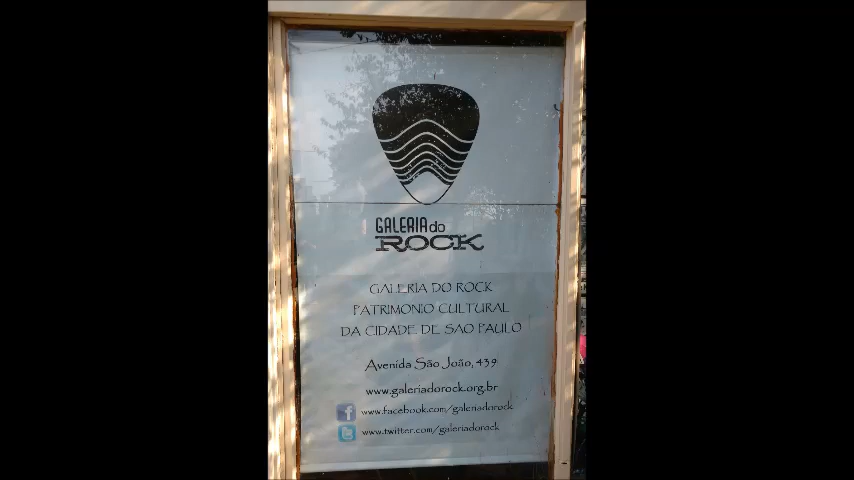 GALERIA do
ROCK
GALERIA DO ROCK
PATRIMONIO CULTURAL
DA CIDADE DE SAO PAULO
Avenida São João, 439
www.galeriadorock.org.br
f www.facebook.com/galeriadorock
t www.twitter.com/galeriadorock